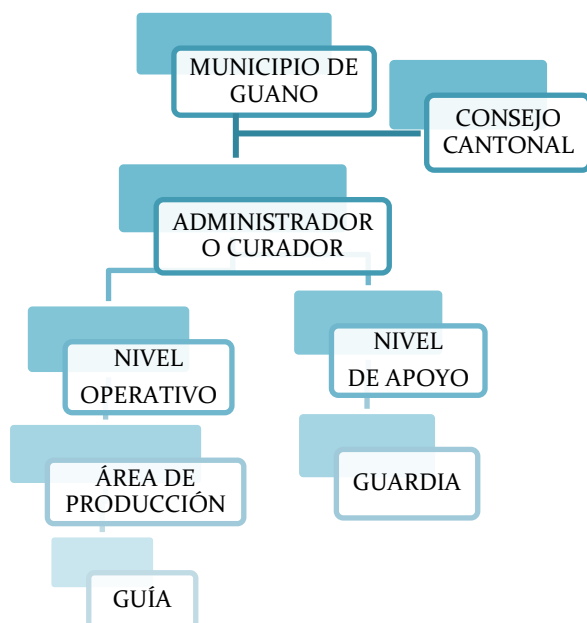 MUNICIPIO DE
GUANO
CONSEJO
CANTONAL
ADMINISTRADOR
O CURADOR
NIVEL
OPERATIVO
NIVEL
DE APOYO
ÁREA DE
PRODUCCIÓN
GUARDIA
GUÍA